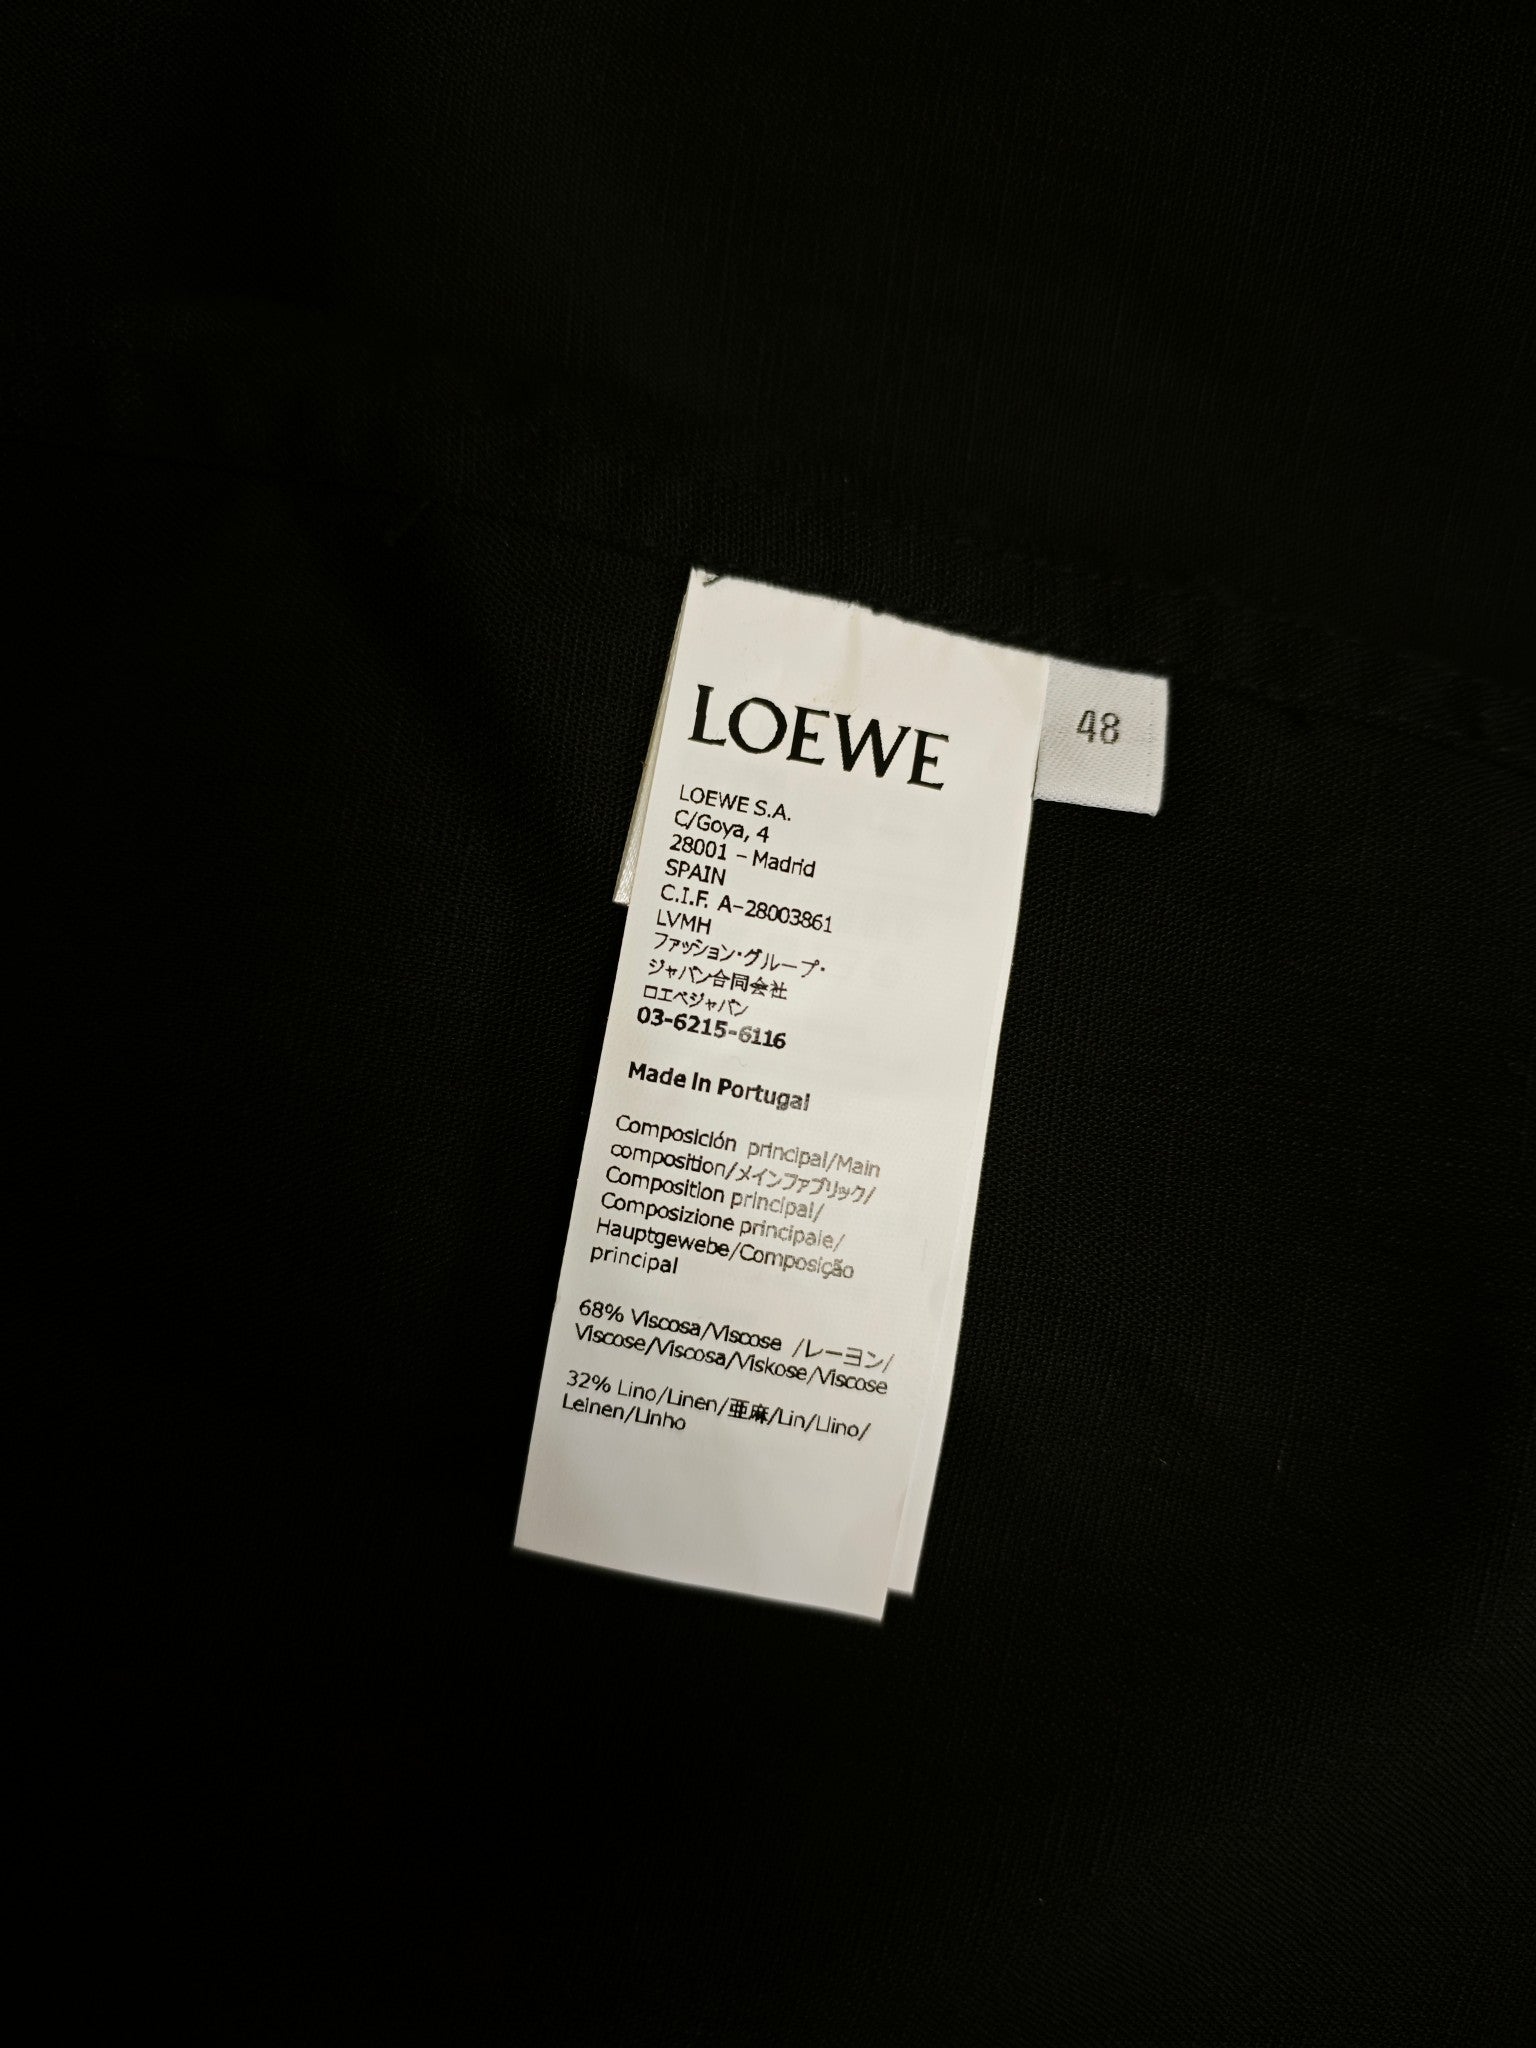 LOEWE
48
LOEWE S.A.
C/Goya, 4
28001 - Madrid
SPAIN
C.I.F. A-28003861
LVMH
ファッション・グループ・
ジャパン合同会社
ロエベジャパン
03-6215-6116
Made in Portugal
Composición principal/Main
composition/メインファブリック/
Composition principal/
Composizione principale/
Hauptgewebe/Composição
principal
68% Viscosa/Viscose /レーヨン/
Viscose/Viscosa/Viskose/Viscose
32% Lino/Linen/亜麻/Lin/Llino/
Leinen/Linho